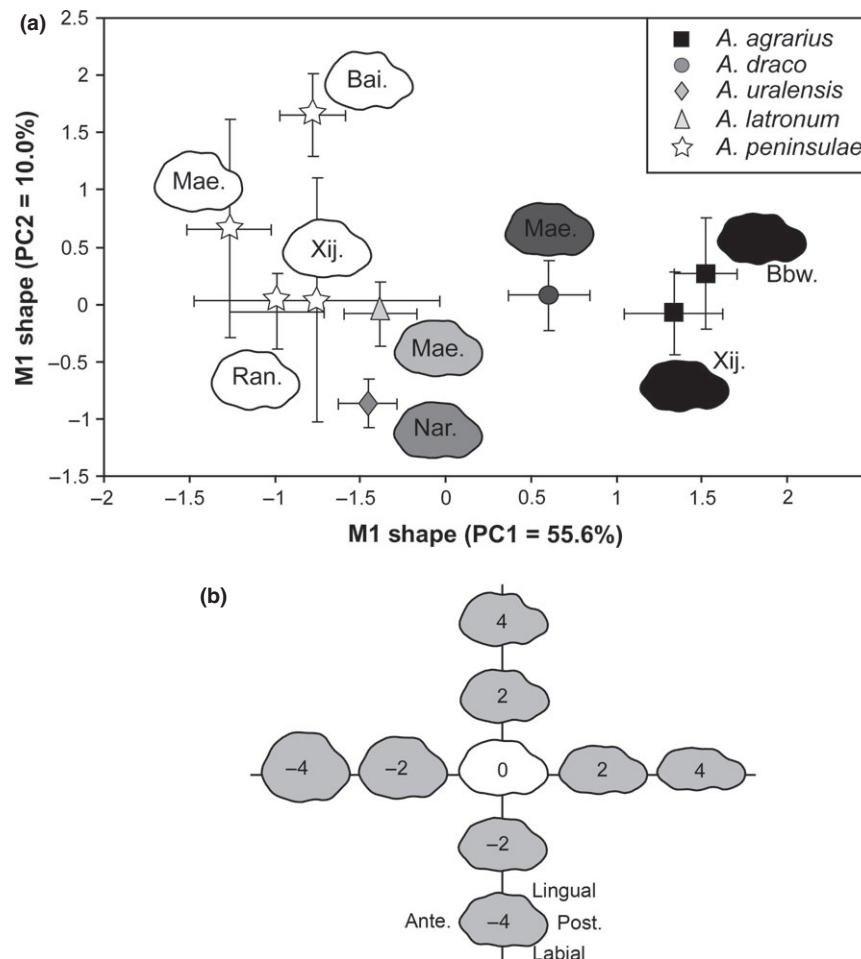 (a)
2.5
2
1.5
1
0.5
0
–0.5
–1
–1.5
M1 shape (PC2 = 10.0%)
A. agrarius
A. draco
A. uralensis
A. latronum
A. peninsulae
Bai.
Mae.
Xij.
Mae.
Bbw.
Mae.
Xij.
Ran.
Nar.
–2 –1.5 –1 –1.5 0 0.5 1 1.5 2
M1 shape (PC1 = 55.6%)
(b)
4
2
–4 –2 0 2 4
–2
Lingual
Ante. –4 Post.
Labial